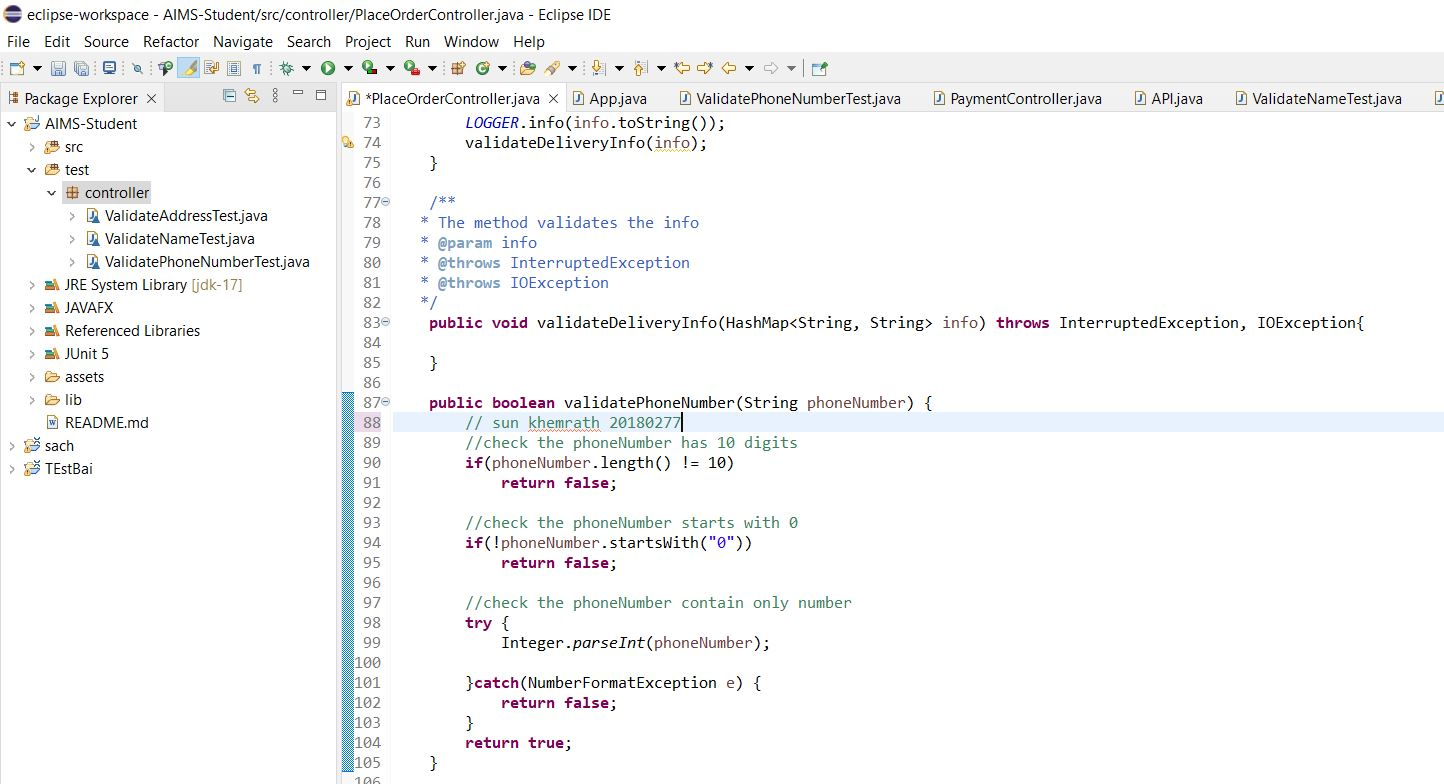 eclipse-workspace - AIMS-Student/src/controller/PlaceOrderController.java - Eclipse IDE
File Edit Source Refactor Navigate Search Project Run Window Help
Package Explorer
AIMS-Student
src
test
controller
ValidateAddressTest.java
ValidateNameTest.java
ValidatePhoneNumberTest.java
JRE System Library [jdk-17]
JAVAFX
Referenced Libraries
JUnit 5
assets
lib
README.md
sach
TEstBai
*PlaceOrderController.java App.java ValidatePhoneNumberTest.java PaymentController.java API.java ValidateNameTest.java
73 LOGGER.info(info.toString());
74 validateDeliveryInfo(info);
75 }
76
77 /**
78 * The method validates the info
79 * @param info
80 * @throws InterruptedException
81 * @throws IOException
82 */
83 public void validateDeliveryInfo(HashMap<String, String> info) throws InterruptedException, IOException{
84
85 }
86
87 public boolean validatePhoneNumber(String phoneNumber) {
88 // sun khemrath 20180277
89 //check the phoneNumber has 10 digits
90 if(phoneNumber.length() != 10)
91 return false;
92
93 //check the phoneNumber starts with 0
94 if(!phoneNumber.startsWith("0"))
95 return false;
96
97 //check the phoneNumber contain only number
98 try {
99 Integer.parseInt(phoneNumber);
100
101 }catch(NumberFormatException e) {
102 return false;
103 }
104 return true;
105 }
106